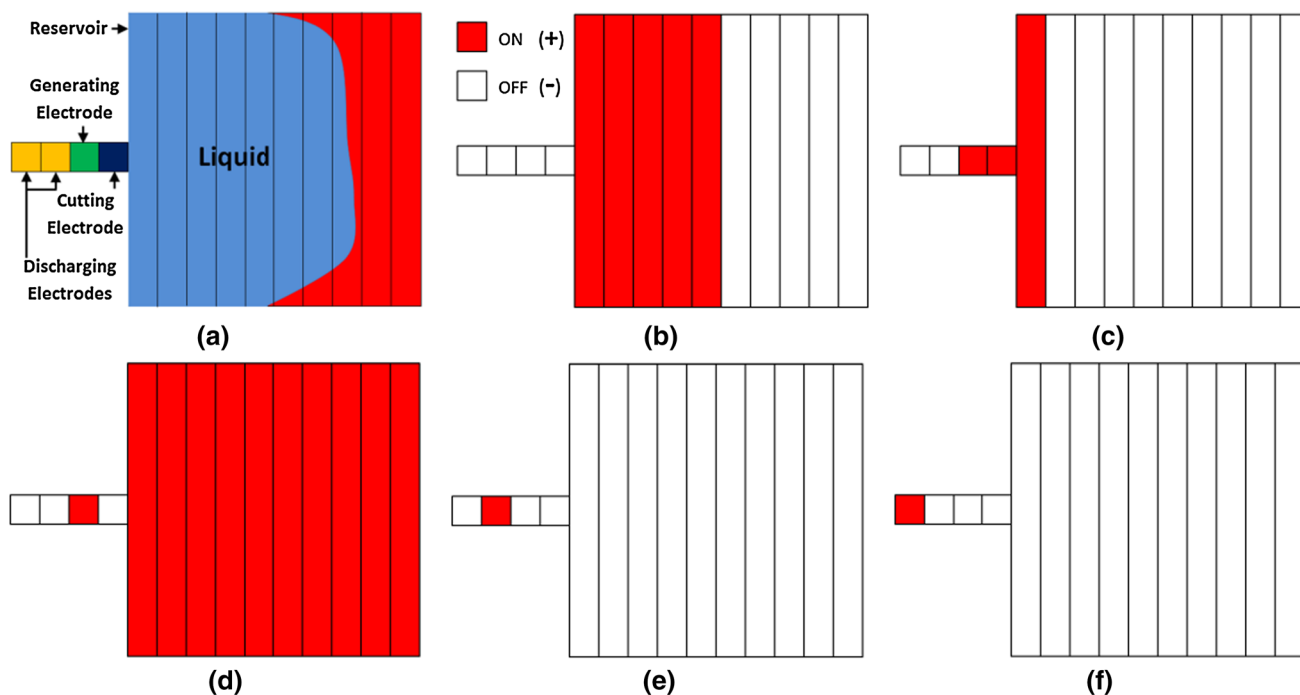 Reservoir
Generating
Electrode
Liquid
Cutting
Electrode
Discharging
Electrodes
(a)
ON (+)
OFF (-)
(b)
(c)
(d)
(e)
(f)